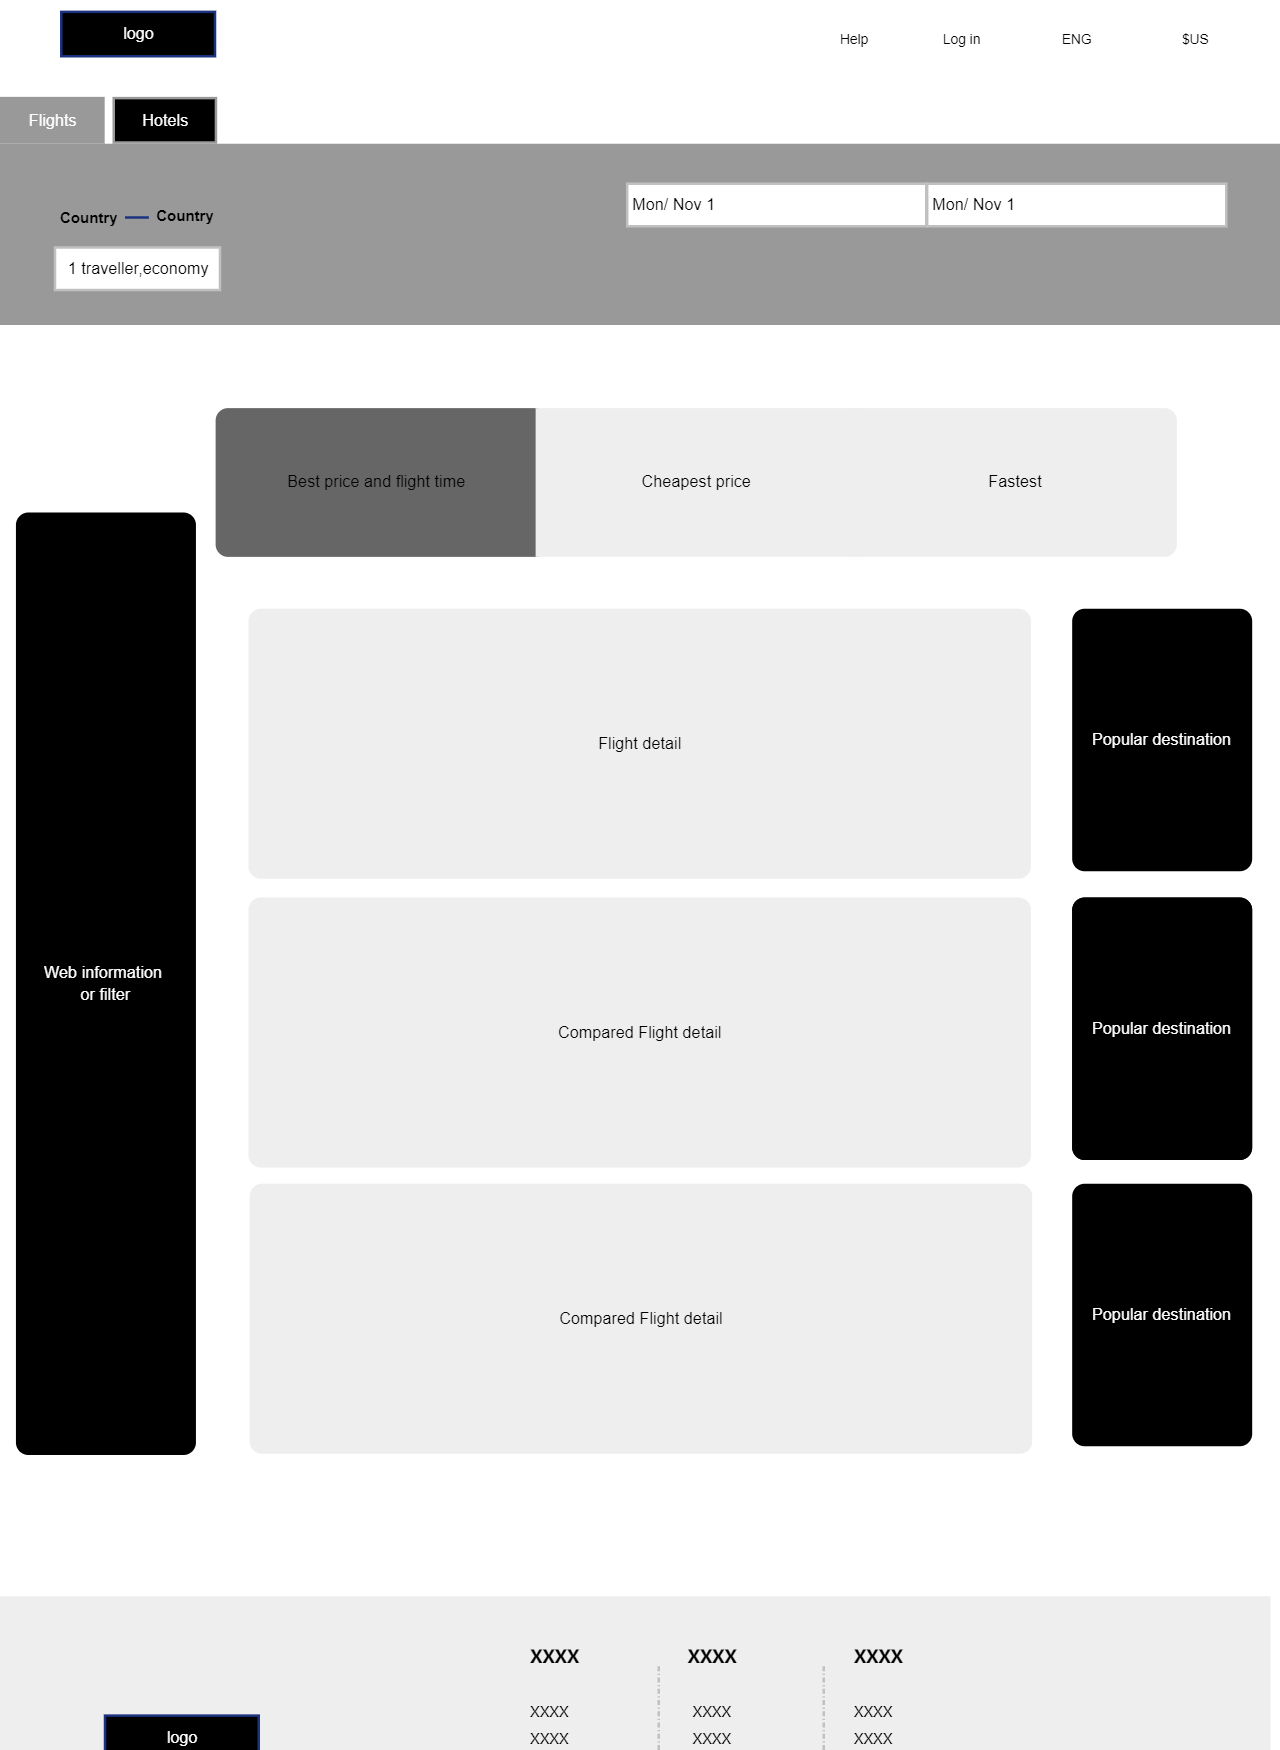 logo
Help
Log in
ENG
$US
Flights
Hotels
Country
Country
Mon/ Nov 1
Mon/ Nov 1
1 traveller,economy
Best price and flight time
Cheapest price
Fastest
Web information
or filter
Flight detail
Popular destination
Compared Flight detail
Popular destination
Compared Flight detail
Popular destination
XXXX
XXXX
XXXX
XXXX
XXXX
XXXX
logo
XXXX
XXXX
XXXX